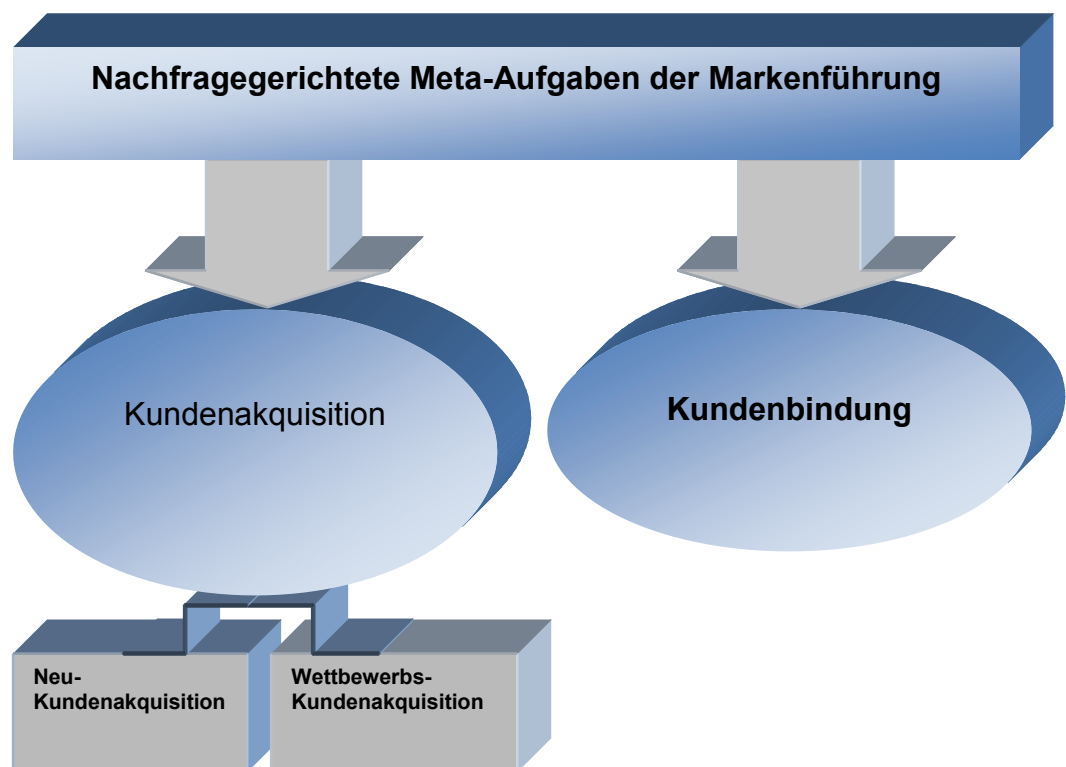 Nachfragegerichtete Meta-Aufgaben der Markenführung
Kundenakquisition
Kundenbindung
Neu-
Kundenakquisition
Wettbewerbs-
Kundenakquisition